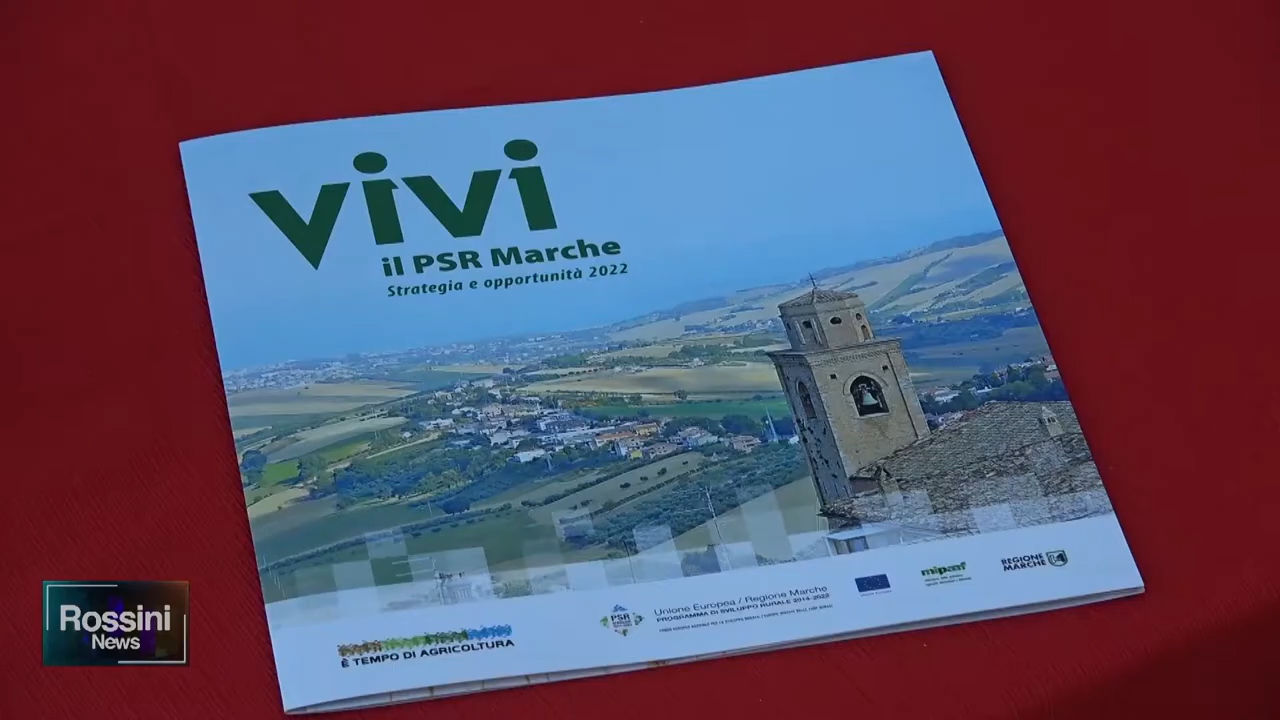 vivi
il PSR Marche
Strategia e opportunità 2022
È TEMPO DI AGRICOLTURA
PSR
Unione Europea / Regione Marche
PROGRAMMA DI SVILUPPO RURALE 2014-2022
mipaaf
REGIONE
MARCHE
Rossini
News